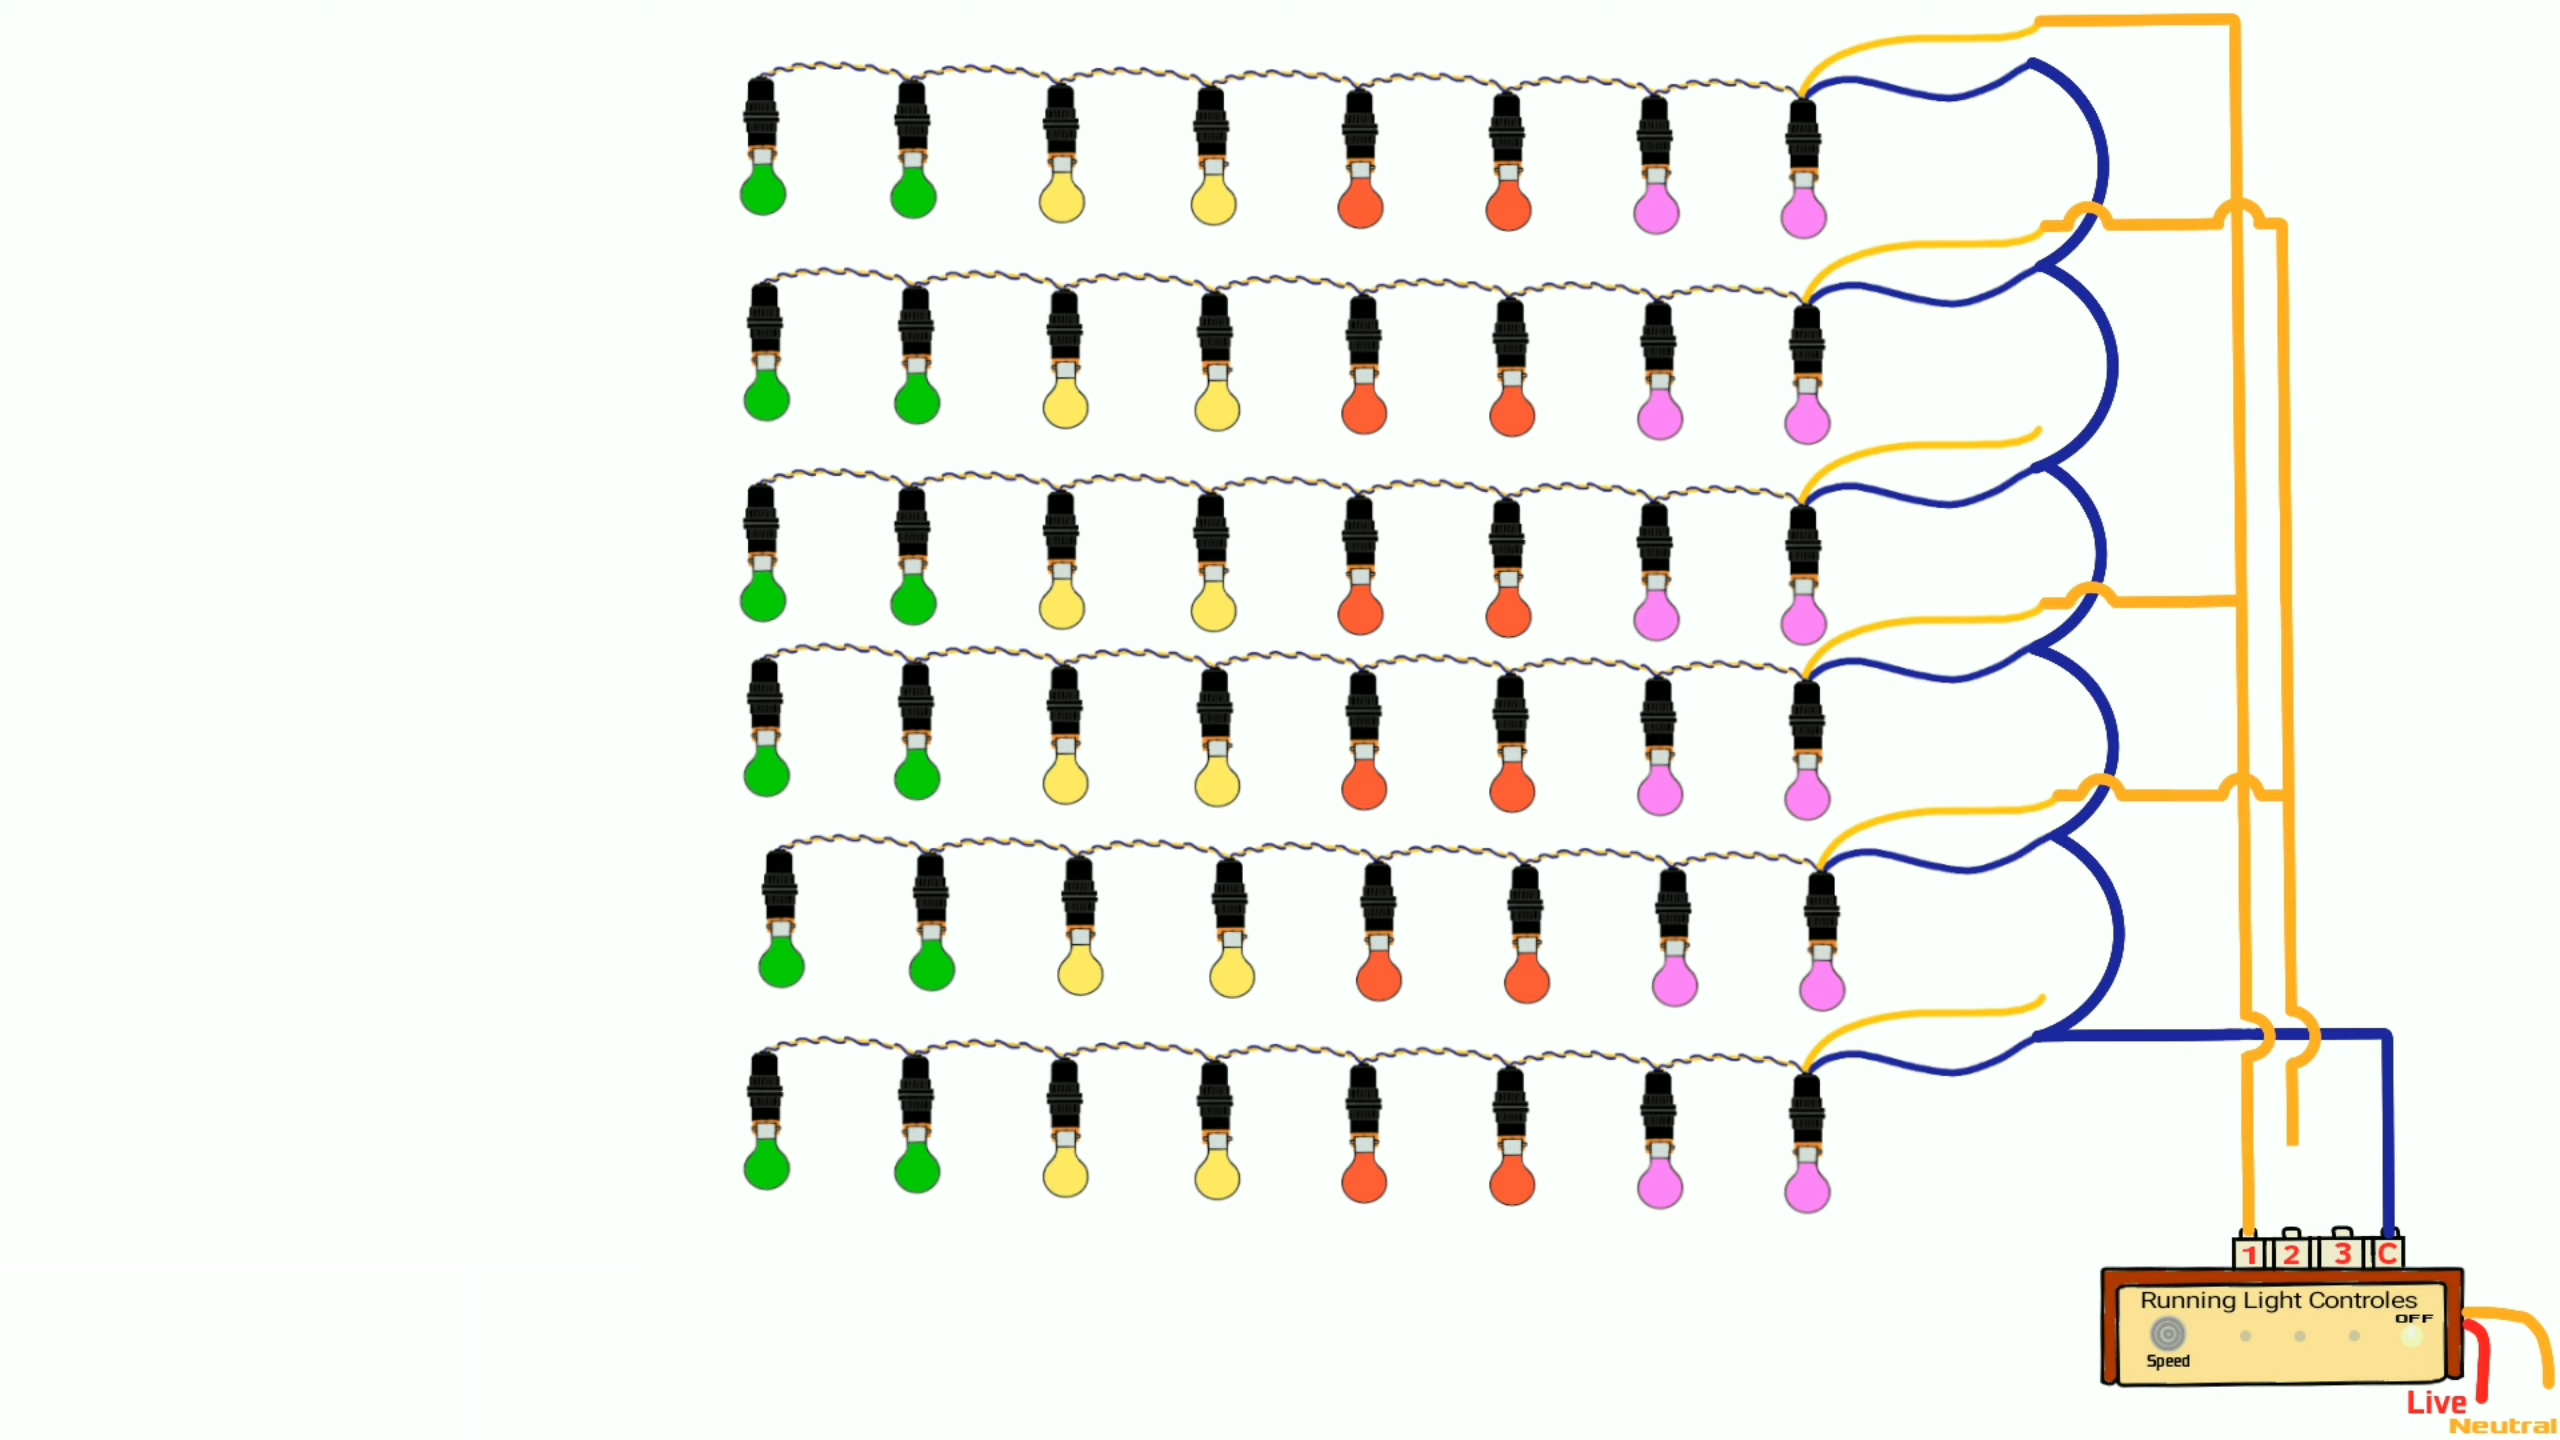 1 2 3 C
Running Light Controles
OFF
Speed
Live
Neutral